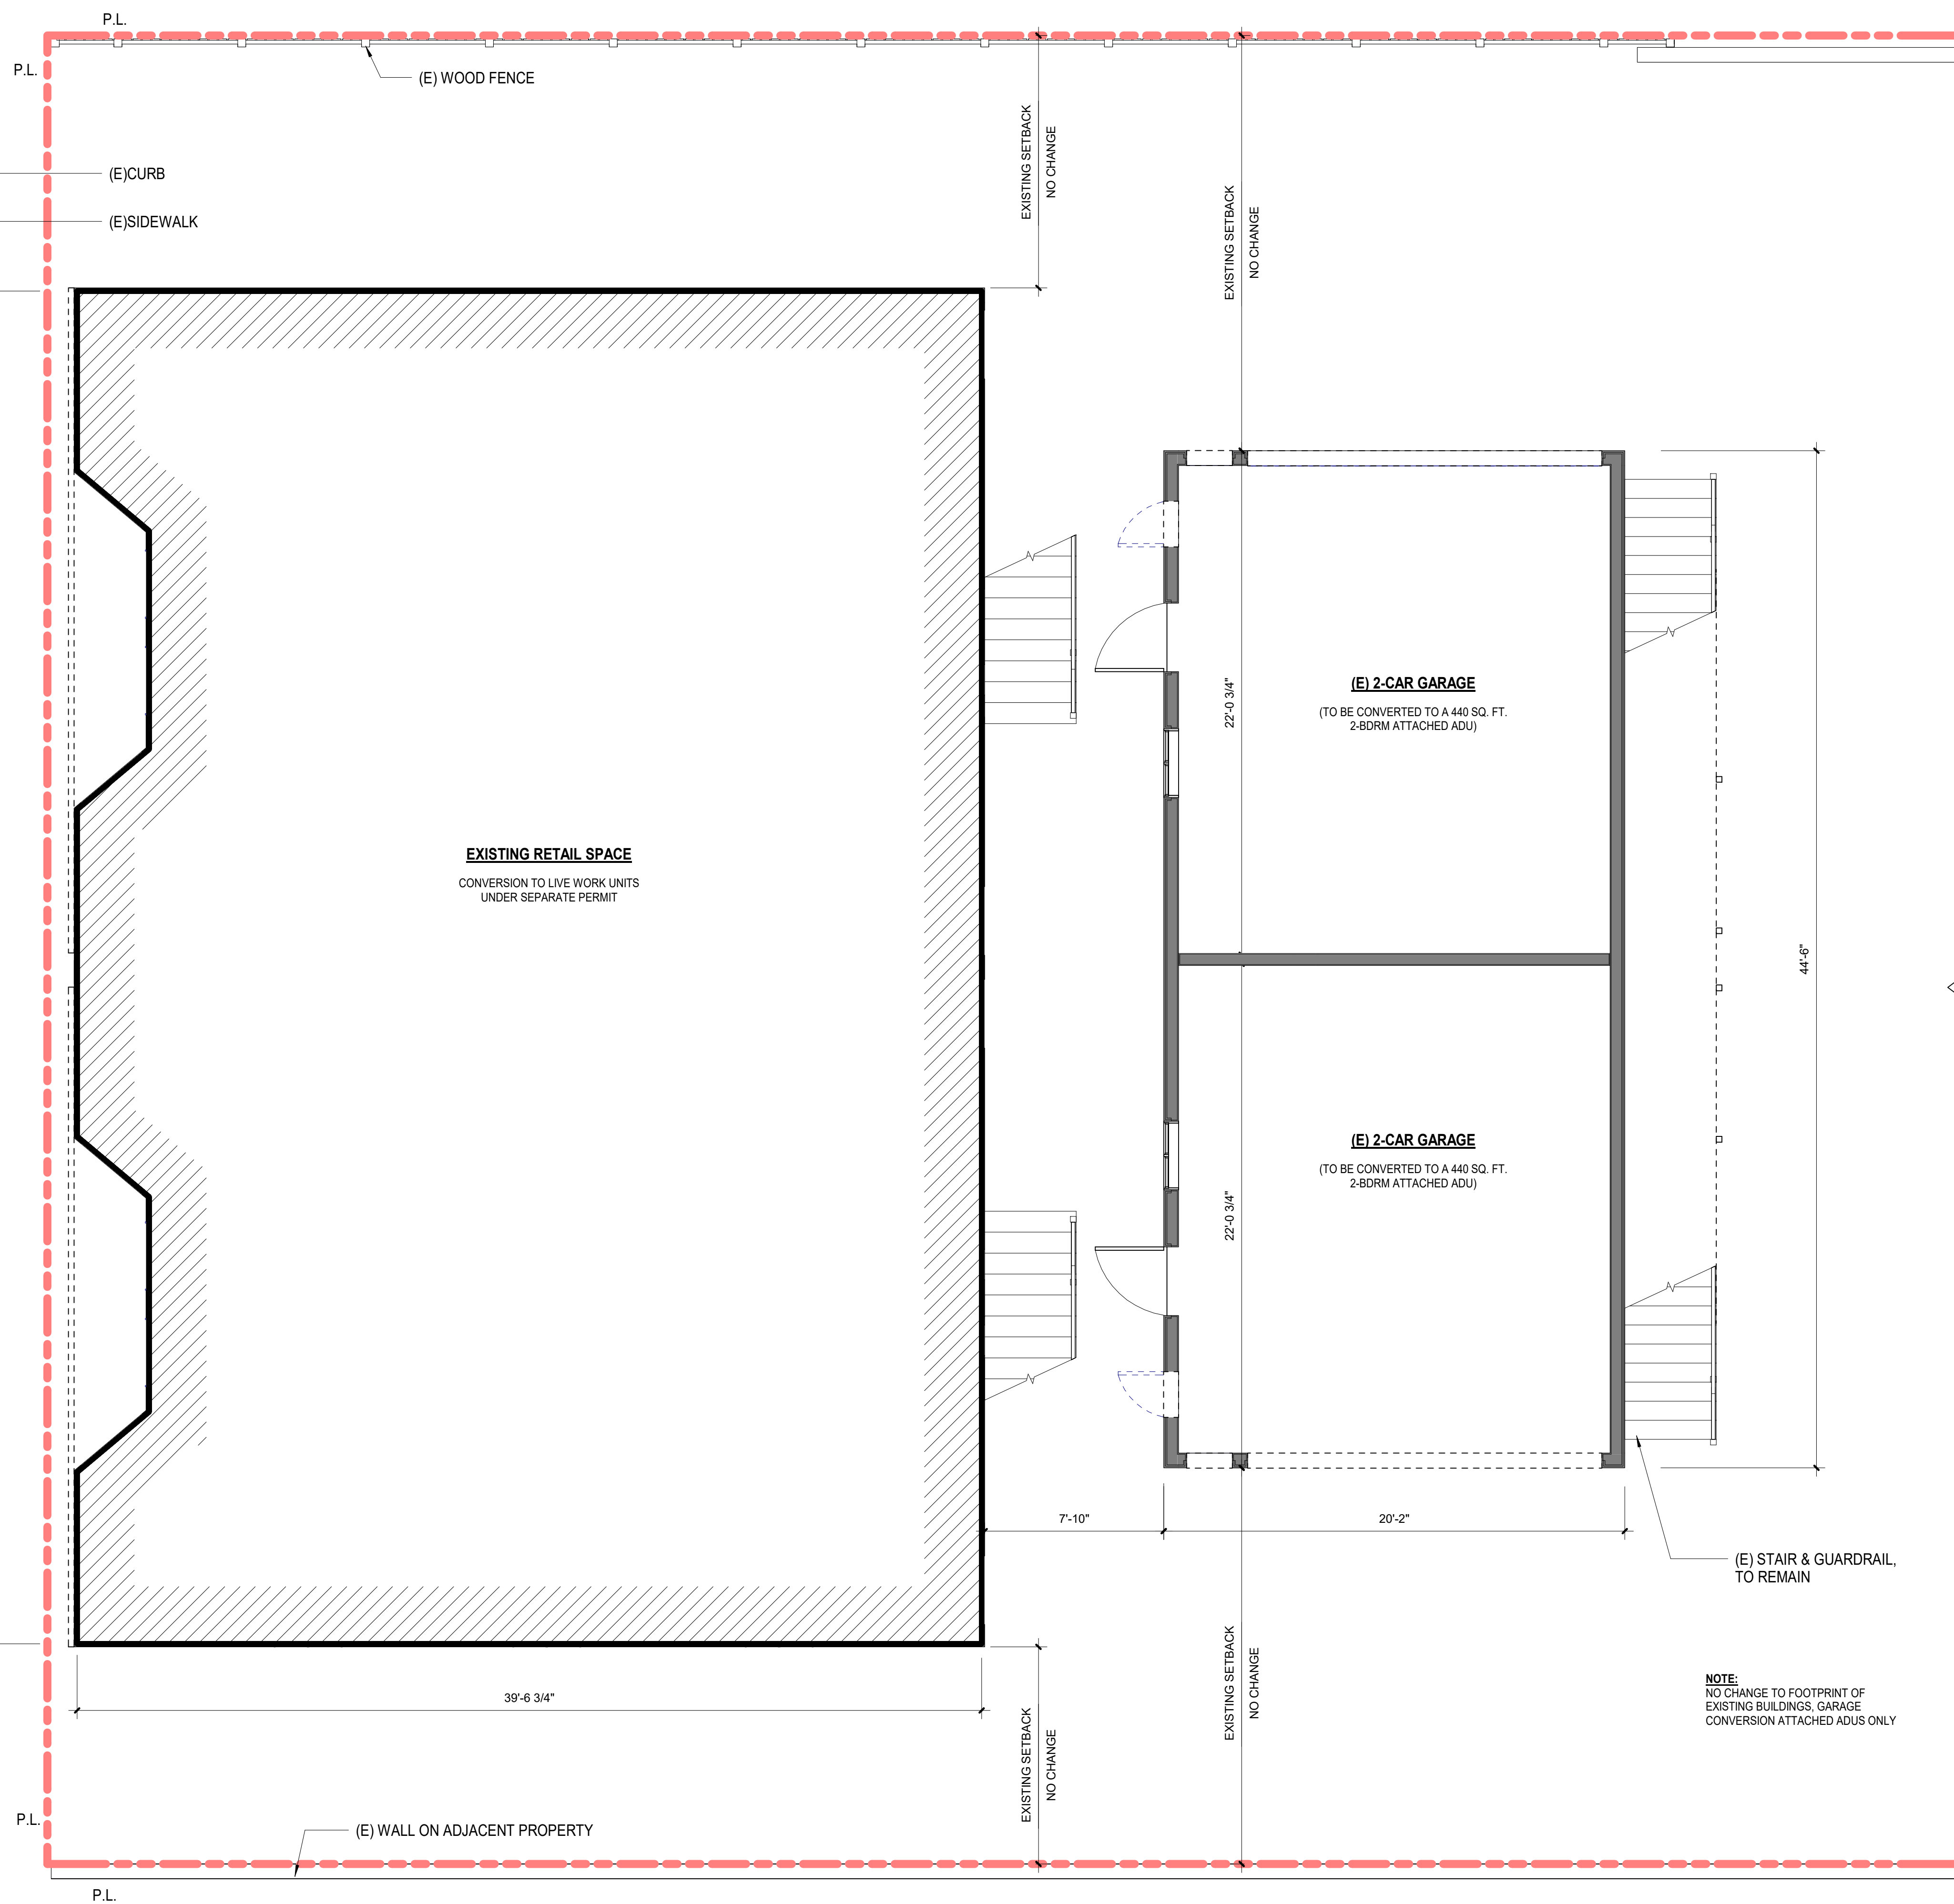 P.L.
P.L.
(E) WOOD FENCE
(E)CURB
(E)SIDEWALK
EXISTING SETBACK
NO CHANGE
EXISTING SETBACK
NO CHANGE
EXISTING RETAIL SPACE
CONVERSION TO LIVE WORK UNITS
UNDER SEPARATE PERMIT
22'-0 3/4"
(E) 2-CAR GARAGE
(TO BE CONVERTED TO A 440 SQ. FT.
2-BDRM ATTACHED ADU)
44'-6"
22'-0 3/4"
(E) 2-CAR GARAGE
(TO BE CONVERTED TO A 440 SQ. FT.
2-BDRM ATTACHED ADU)
7'-10"
20'-2"
(E) STAIR & GUARDRAIL,
TO REMAIN
39'-6 3/4"
EXISTING SETBACK
NO CHANGE
EXISTING SETBACK
NO CHANGE
NOTE:
NO CHANGE TO FOOTPRINT OF
EXISTING BUILDINGS, GARAGE
CONVERSION ATTACHED ADUS ONLY
P.L.
(E) WALL ON ADJACENT PROPERTY
P.L.